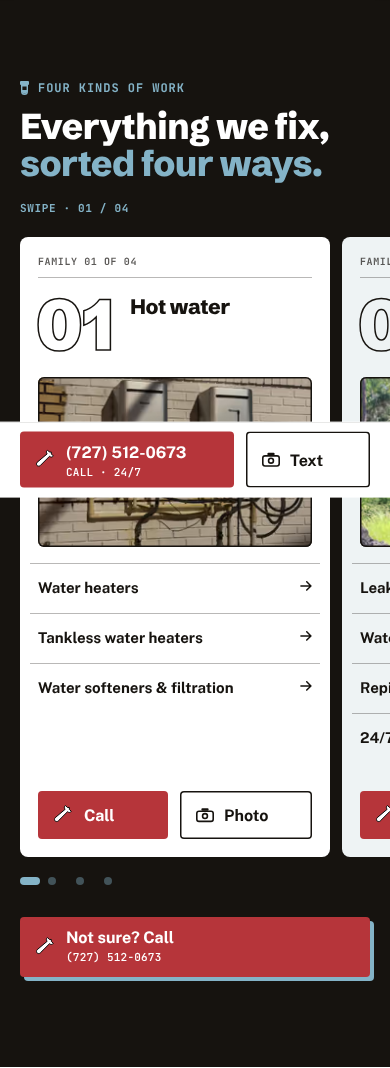 FOUR KINDS OF WORK
Everything we fix,
sorted four ways.
SWIPE · 01 / 04
FAMILY 01 OF 04
01
Hot water
(727) 512-0673
CALL · 24/7
Text
Water heaters
Tankless water heaters
Water softeners & filtration
24/7
Call
Photo
Not sure? Call
(727) 512-0673